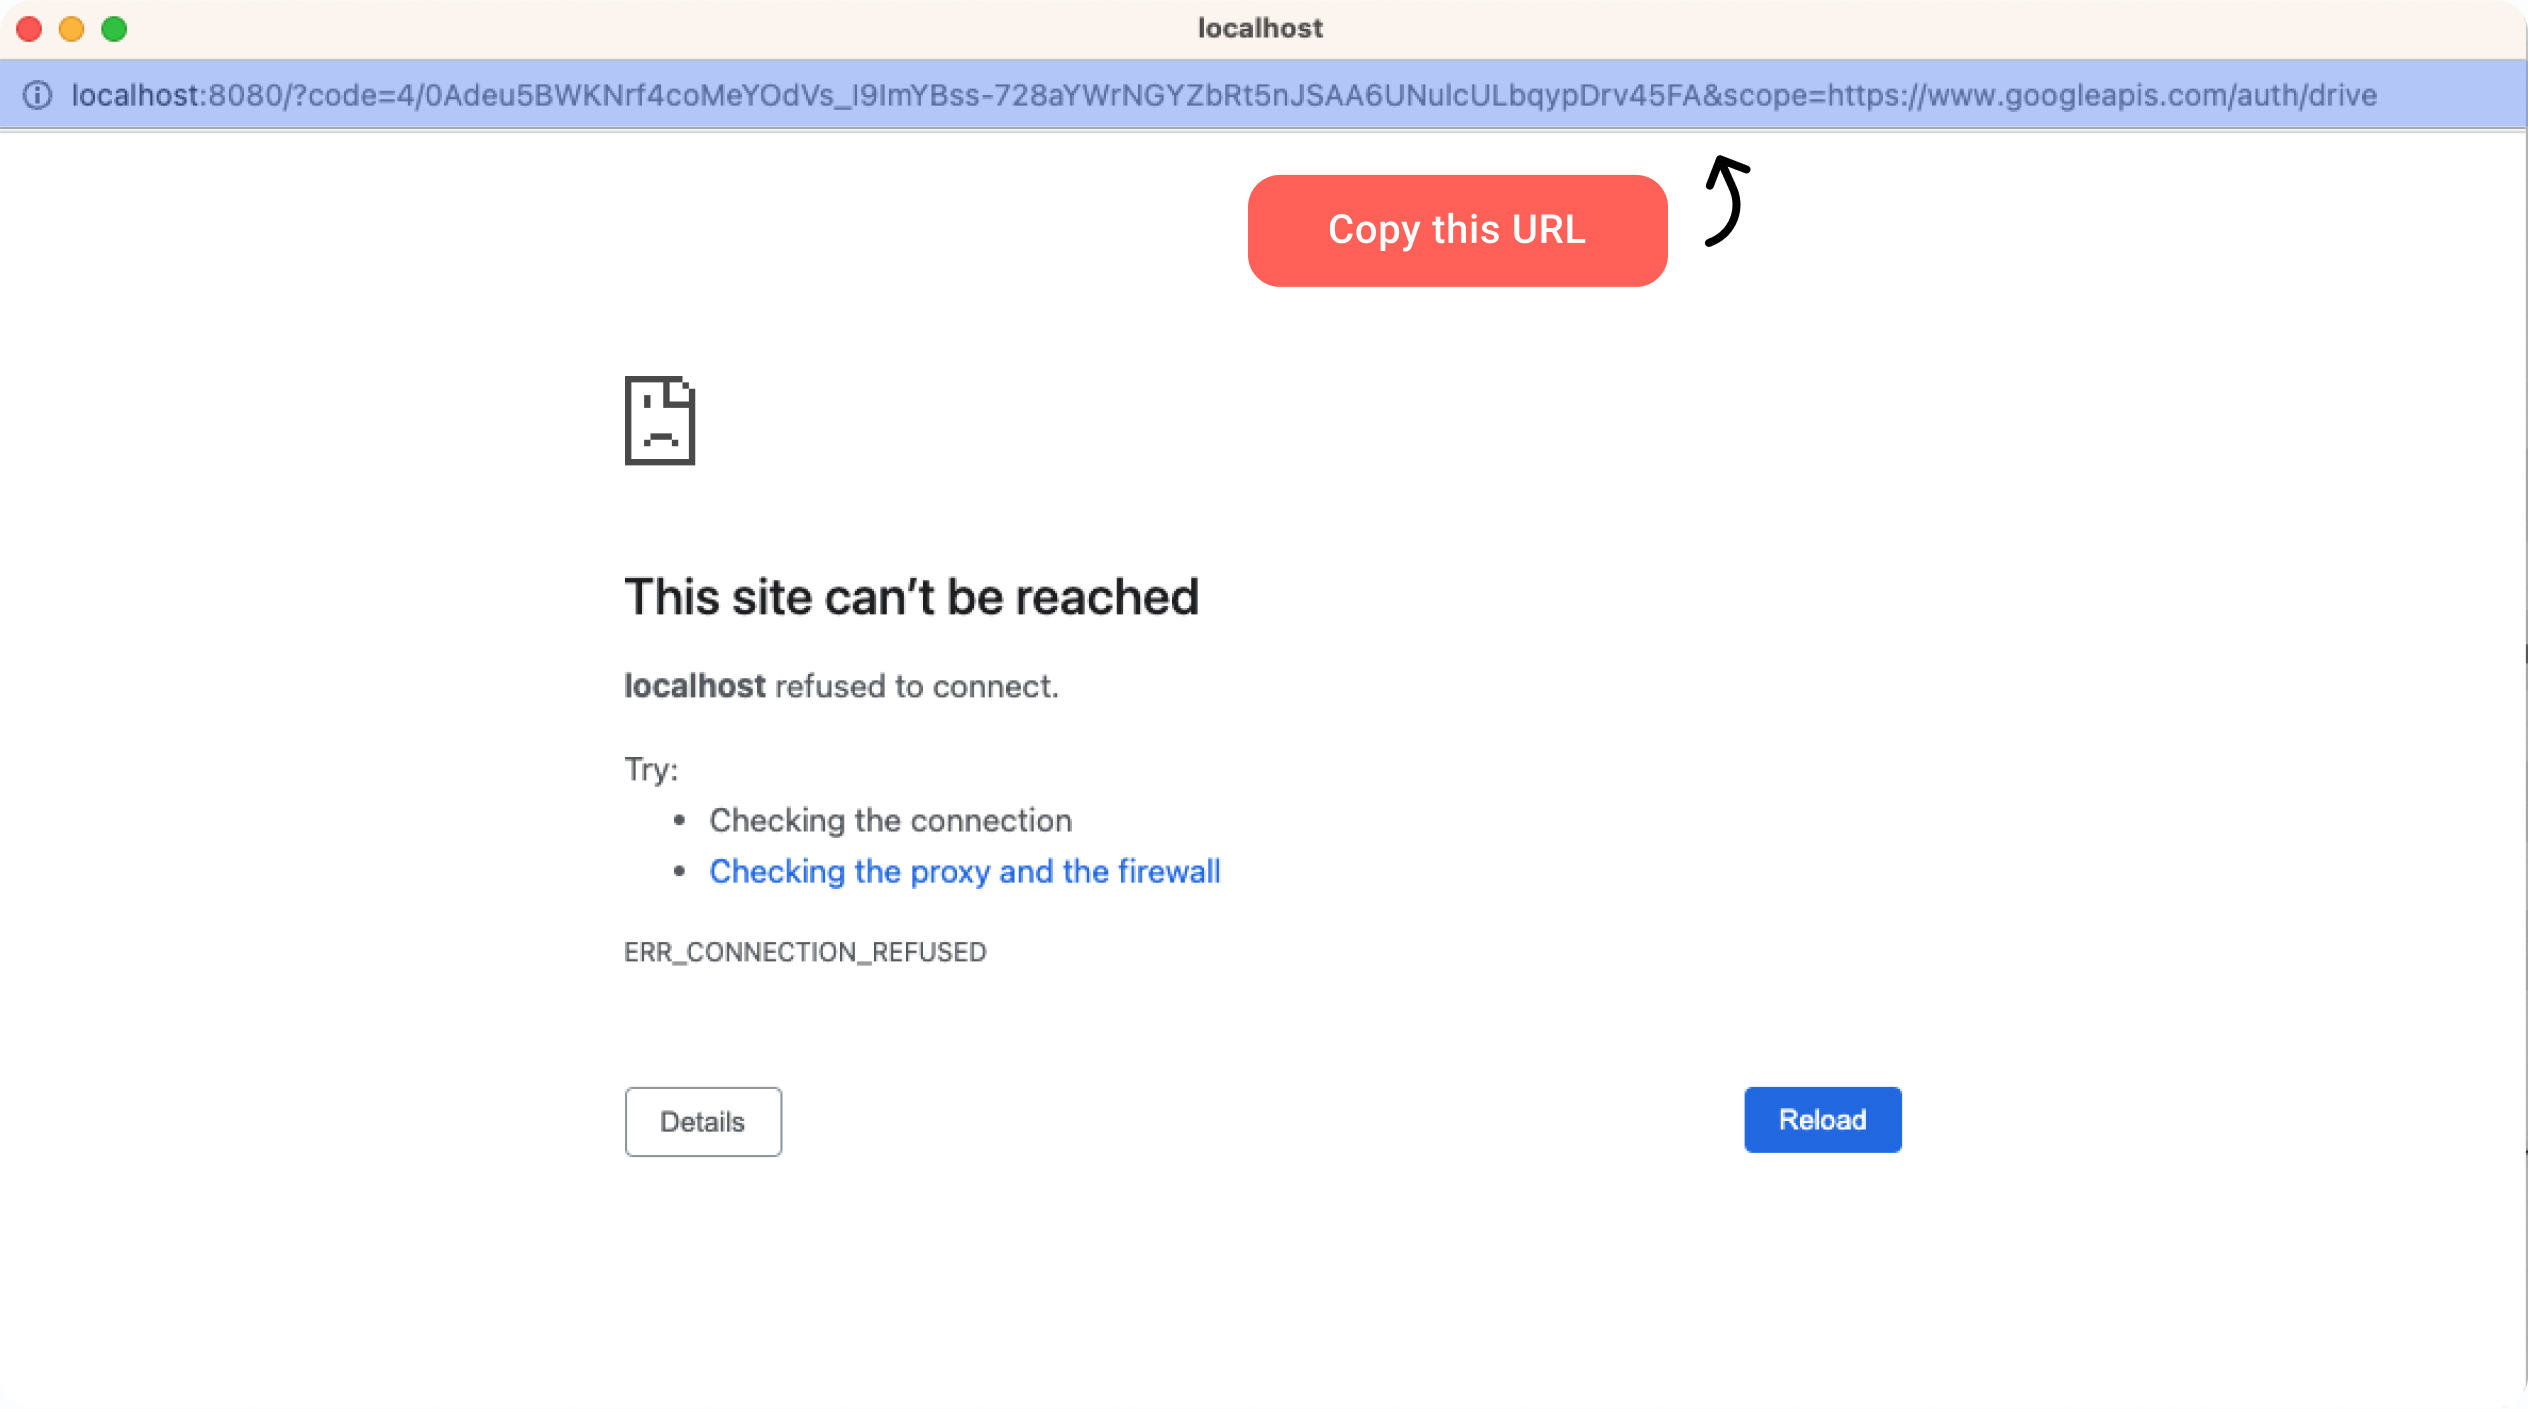 localhost
localhost:8080/?code=4/0Adeu5BWKNrf4coMeYOdVs_I9ImYBss-728aYWrNGYZbRt5nJSAA6UNulcULbqypDrv45FA&scope=https://www.googleapis.com/auth/drive
Copy this URL
This site can’t be reached
localhost refused to connect.
Try:
• Checking the connection
• Checking the proxy and the firewall
ERR_CONNECTION_REFUSED
Details
Reload